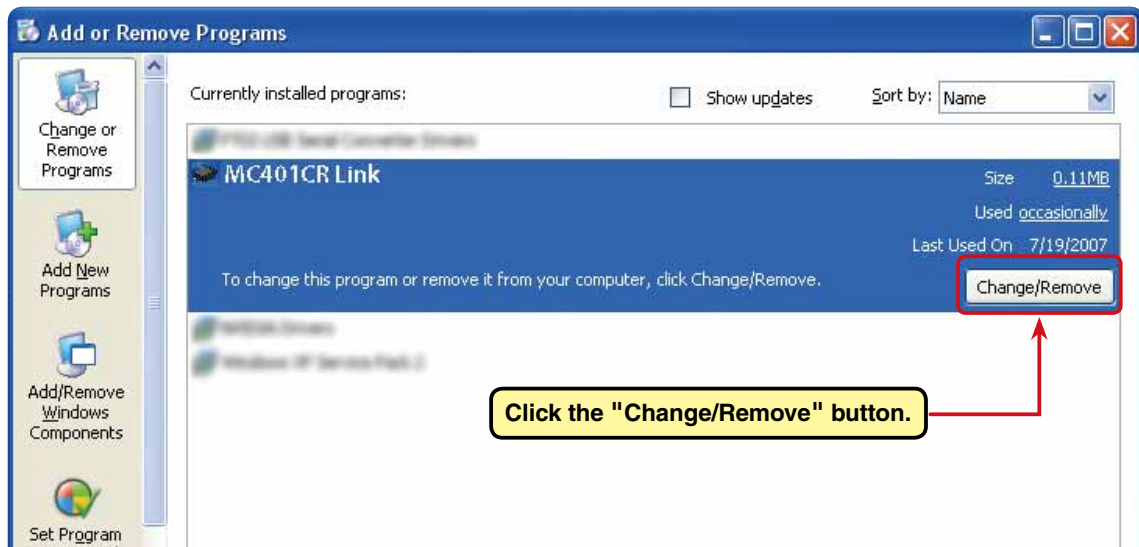 Add or Remove Programs
Change or
Remove
Programs
Add New
Programs
Add/Remove
Windows
Components
Set Program
Currently installed programs:
Show updates
Sort by: Name
MC401CR Link
Size 0.11MB
Used occasionally
Last Used On 7/19/2007
To change this program or remove it from your computer, click Change/Remove.
Change/Remove
Click the "Change/Remove" button.